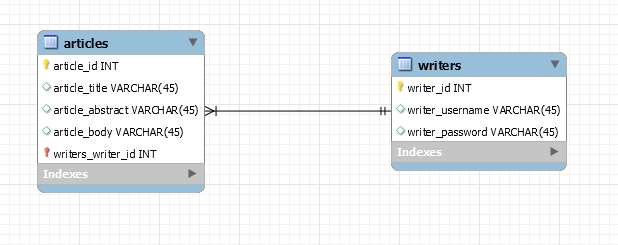 articles
article_id INT
article_title VARCHAR(45)
article_abstract VARCHAR(45)
article_body VARCHAR(45)
writers_writer_id INT
Indexes
writers
writer_id INT
writer_username VARCHAR(45)
writer_password VARCHAR(45)
Indexes